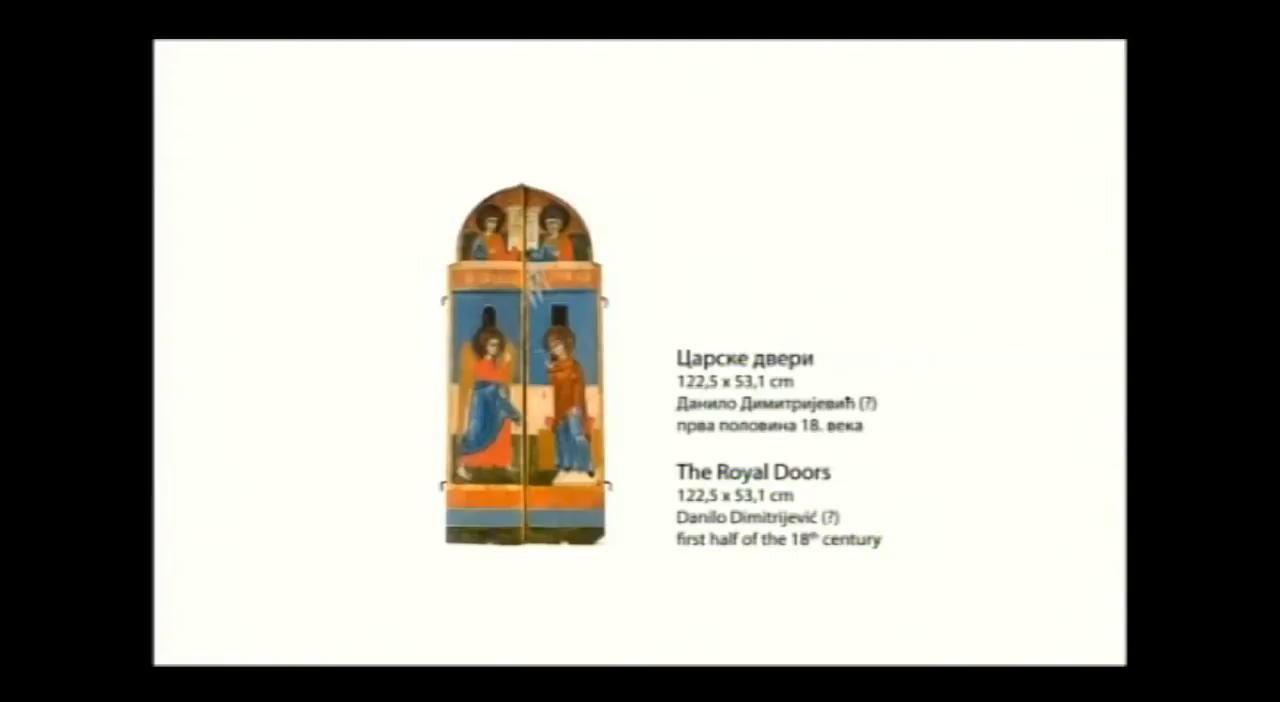 Царске двери
122,5 x 53,1 cm
Данило Димитријевић (?)
прва половина 18. века
The Royal Doors
122,5 x 53,1 cm
Danilo Dimitrijević (?)
first half of the 18th century